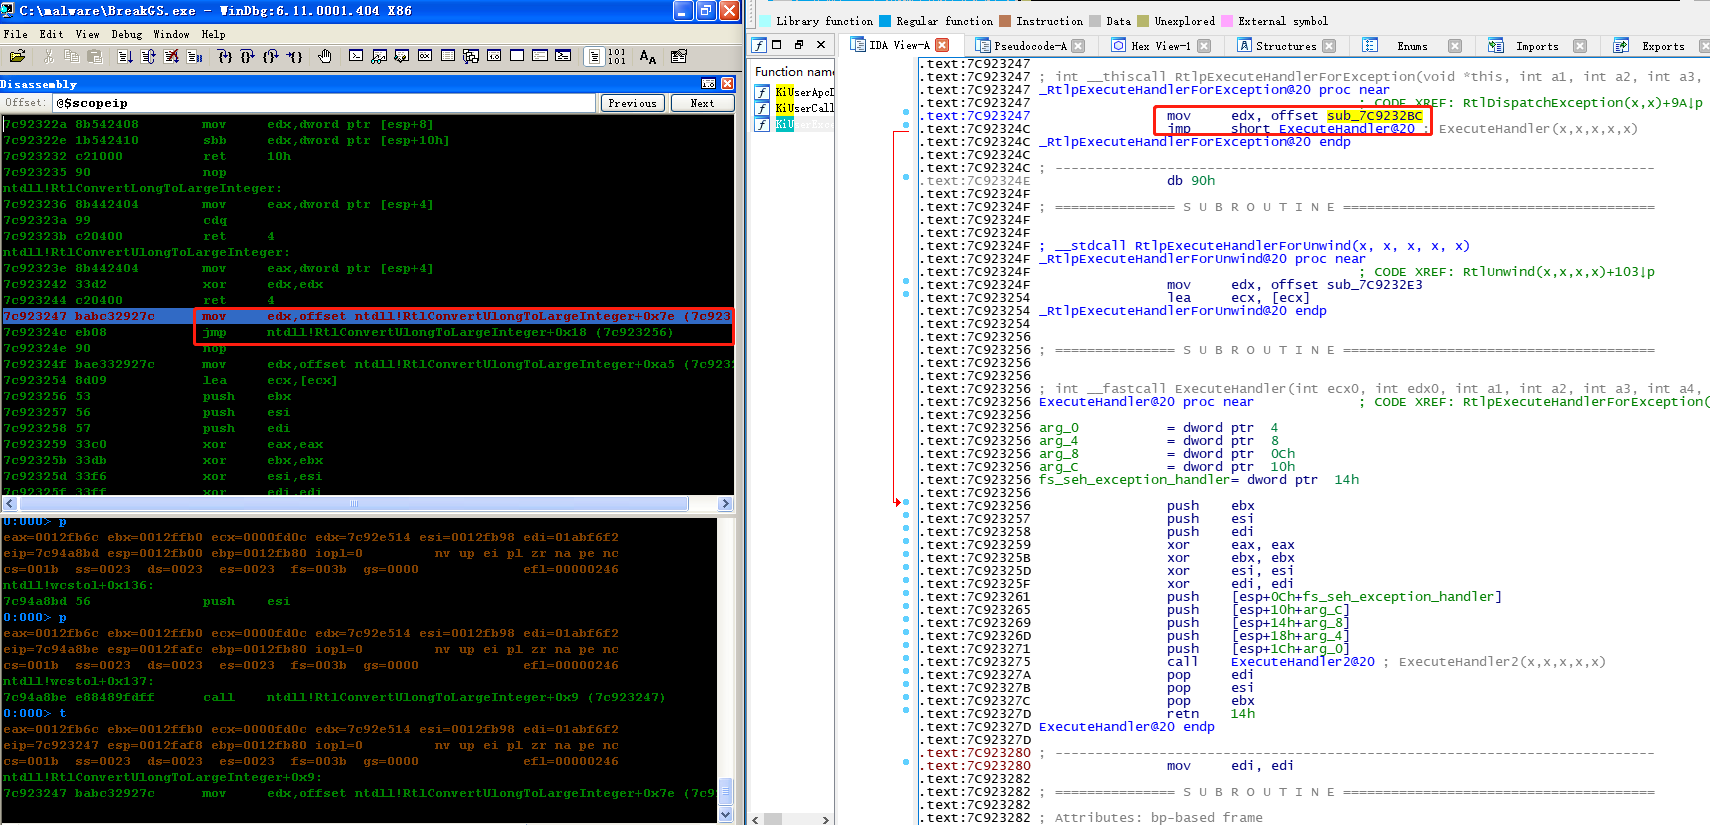 C:\malware\BreakGS.exe - WinDbg:6.11.0001.404 X86
File Edit View Debug Window Help
Disassembly
Offset: @$scopeip Previous Next
7c92322a 8b542408 mov edx,dword ptr [esp+8]
7c92322e 1b542410 sbb edx,dword ptr [esp+10h]
7c923232 c21000 ret 10h
7c923235 90 nop
ntdll!RtlConvertLongToLargeInteger:
7c923236 8b442404 mov eax,dword ptr [esp+4]
7c92323a 99 cdq
7c92323b c20400 ret 4
ntdll!RtlConvertUlongToLargeInteger:
7c92323e 8b442404 mov eax,dword ptr [esp+4]
7c923242 33d2 xor edx,edx
7c923244 c20400 ret 4
7c923247 babc32927c mov edx,offset ntdll!RtlConvertUlongToLargeInteger+0x7e (7c923
7c92324c eb08 jmp ntdll!RtlConvertUlongToLargeInteger+0x18 (7c923256)
7c92324e 90 nop
7c92324f bae332927c mov edx,offset ntdll!RtlConvertUlongToLargeInteger+0xa5 (7c923
7c923254 8d09 lea ecx,[ecx]
7c923256 53 push ebx
7c923257 56 push esi
7c923258 57 push edi
7c923259 33c0 xor eax,eax
7c92325b 33db xor ebx,ebx
7c92325d 33f6 xor esi,esi
7c92325f 33ff xor edi,edi
0:000> p
eax=0012fb6c ebx=0012ffb0 ecx=0000fd0c edx=7c92e514 esi=0012fb98 edi=01abf6f2
eip=7c94a8bd esp=0012fb00 ebp=0012fb80 iopl=0 nv up ei pl zr na pe nc
cs=001b ss=0023 ds=0023 es=0023 fs=003b gs=0000 efl=00000246
ntdll!wcstol+0x136:
7c94a8bd 56 push esi
0:000> p
eax=0012fb6c ebx=0012ffb0 ecx=0000fd0c edx=7c92e514 esi=0012fb98 edi=01abf6f2
eip=7c94a8be esp=0012fafc ebp=0012fb80 iopl=0 nv up ei pl zr na pe nc
cs=001b ss=0023 ds=0023 es=0023 fs=003b gs=0000 efl=00000246
ntdll!wcstol+0x137:
7c94a8be e88489fdff call ntdll!RtlConvertUlongToLargeInteger+0x9 (7c923247)
0:000> t
eax=0012fb6c ebx=0012ffb0 ecx=0000fd0c edx=7c92e514 esi=0012fb98 edi=01abf6f2
eip=7c923247 esp=0012faf8 ebp=0012fb80 iopl=0 nv up ei pl zr na pe nc
cs=001b ss=0023 ds=0023 es=0023 fs=003b gs=0000 efl=00000246
ntdll!RtlConvertUlongToLargeInteger+0x9:
7c923247 babc32927c mov edx,offset ntdll!RtlConvertUlongToLargeInteger+0x7e (7c9
Library function Regular function Instruction Data Unexplored External symbol
IDA View-A Pseudocode-A Hex View-1 Structures Enums Imports Exports
Function name
KiUserApcD
KiUserCall
KiUserExce
.text:7C923247
.text:7C923247 ; int __thiscall RtlpExecuteHandlerForException(void *this, int a1, int a2, int a3,
.text:7C923247 _RtlpExecuteHandlerForException@20 proc near
.text:7C923247 ; CODE XREF: RtlDispatchException(x,x)+9A↓p
.text:7C923247 mov edx, offset sub_7C9232BC
.text:7C92324C jmp short ExecuteHandler@20 ; ExecuteHandler(x,x,x,x,x)
.text:7C92324C _RtlpExecuteHandlerForException@20 endp
.text:7C92324C
.text:7C92324C ; ---------------------------------------------------------------------------
.text:7C92324E db 90h
.text:7C92324F
.text:7C92324F ; =============== S U B R O U T I N E =======================================
.text:7C92324F
.text:7C92324F
.text:7C92324F ; __stdcall RtlpExecuteHandlerForUnwind(x, x, x, x, x)
.text:7C92324F _RtlpExecuteHandlerForUnwind@20 proc near
.text:7C92324F ; CODE XREF: RtlUnwind(x,x,x,x)+103↓p
.text:7C92324F mov edx, offset sub_7C9232E3
.text:7C923254 lea ecx, [ecx]
.text:7C923254 _RtlpExecuteHandlerForUnwind@20 endp
.text:7C923254
.text:7C923256
.text:7C923256 ; =============== S U B R O U T I N E =======================================
.text:7C923256
.text:7C923256
.text:7C923256 ; int __fastcall ExecuteHandler(int ecx0, int edx0, int a1, int a2, int a3, int a4,
.text:7C923256 ExecuteHandler@20 proc near ; CODE XREF: RtlpExecuteHandlerForException(
.text:7C923256
.text:7C923256 arg_0 = dword ptr 4
.text:7C923256 arg_4 = dword ptr 8
.text:7C923256 arg_8 = dword ptr 0Ch
.text:7C923256 arg_C = dword ptr 10h
.text:7C923256 fs_seh_exception_handler= dword ptr 14h
.text:7C923256
.text:7C923256 push ebx
.text:7C923257 push esi
.text:7C923258 push edi
.text:7C923259 xor eax, eax
.text:7C92325B xor ebx, ebx
.text:7C92325D xor esi, esi
.text:7C92325F xor edi, edi
.text:7C923261 push [esp+0Ch+fs_seh_exception_handler]
.text:7C923265 push [esp+10h+arg_C]
.text:7C923269 push [esp+14h+arg_8]
.text:7C92326D push [esp+18h+arg_4]
.text:7C923271 push [esp+1Ch+arg_0]
.text:7C923275 call ExecuteHandler2@20 ; ExecuteHandler2(x,x,x,x,x)
.text:7C92327A pop edi
.text:7C92327B pop esi
.text:7C92327C pop ebx
.text:7C92327D retn 14h
.text:7C92327D ExecuteHandler@20 endp
.text:7C92327D
.text:7C923280 ; ---------------------------------------------------------------------------
.text:7C923280 mov edi, edi
.text:7C923282
.text:7C923282 ; =============== S U B R O U T I N E =======================================
.text:7C923282
.text:7C923282 ; Attributes: bp-based frame